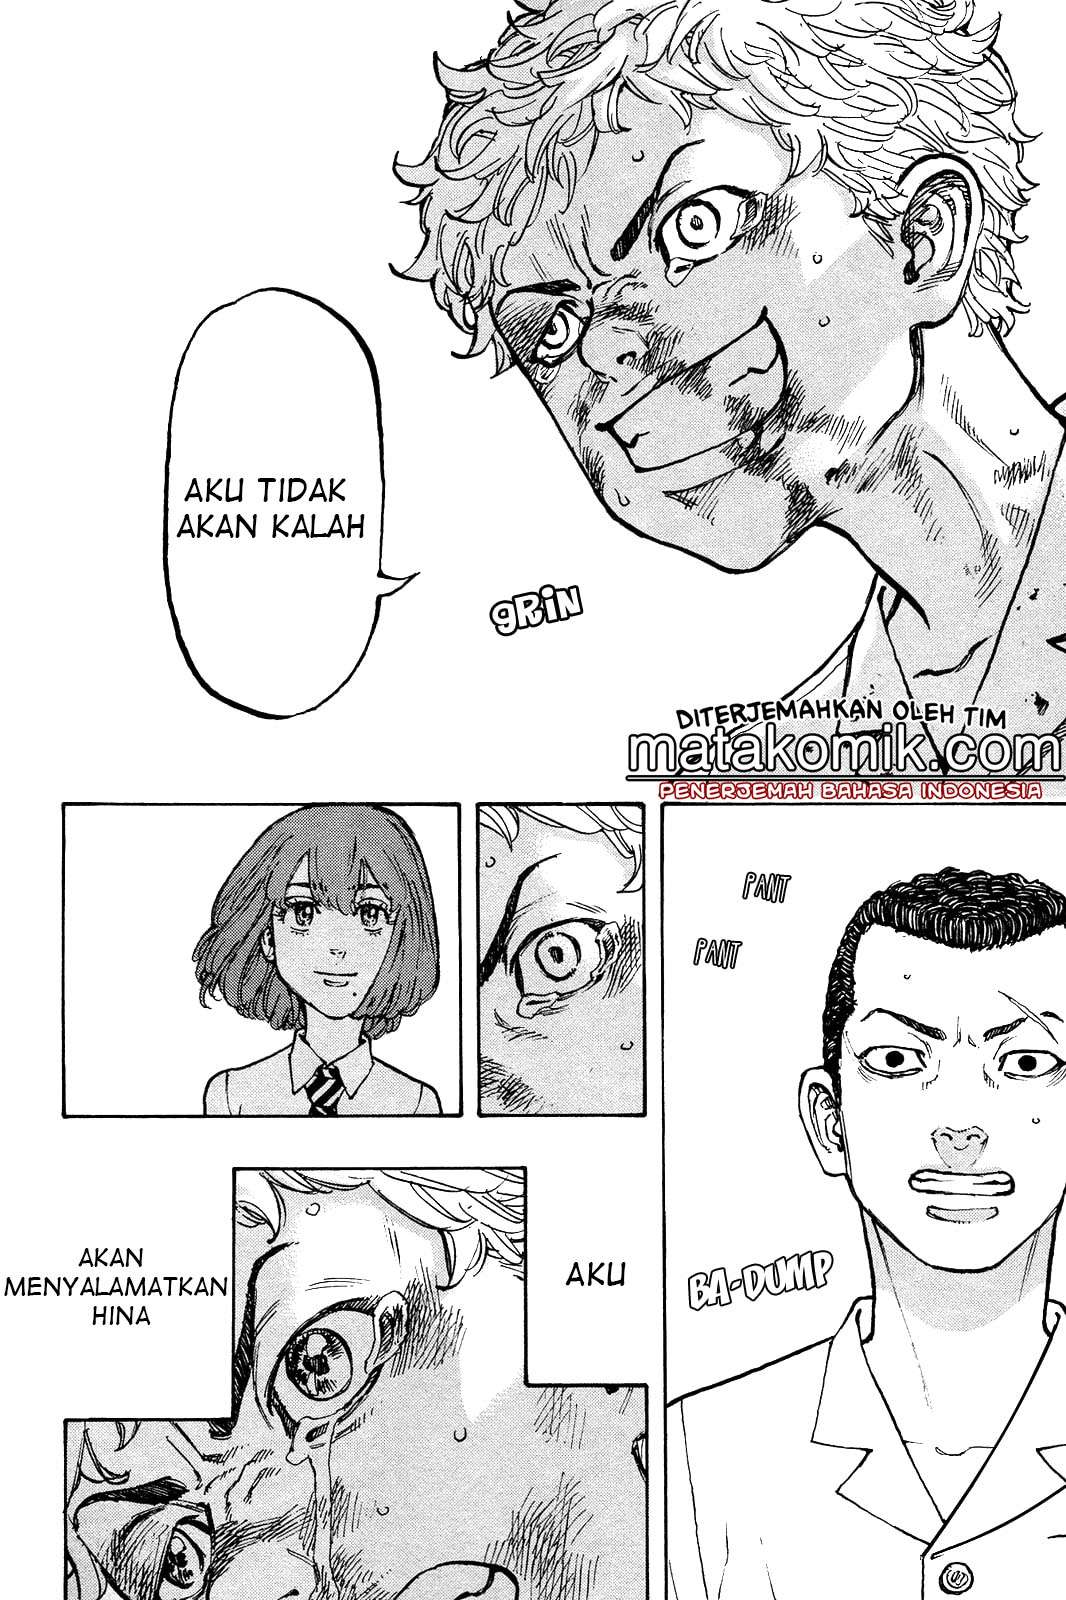 AKU TIDAK
AKAN KALAH
GRIN
DITERJEMAHKAN OLEH TIM
matakomik.com
PENERJEMAH BAHASA INDONESIA
PANT
PANT
BA-DUMP
AKU
AKAN
MENYALAMATKAN
HINA